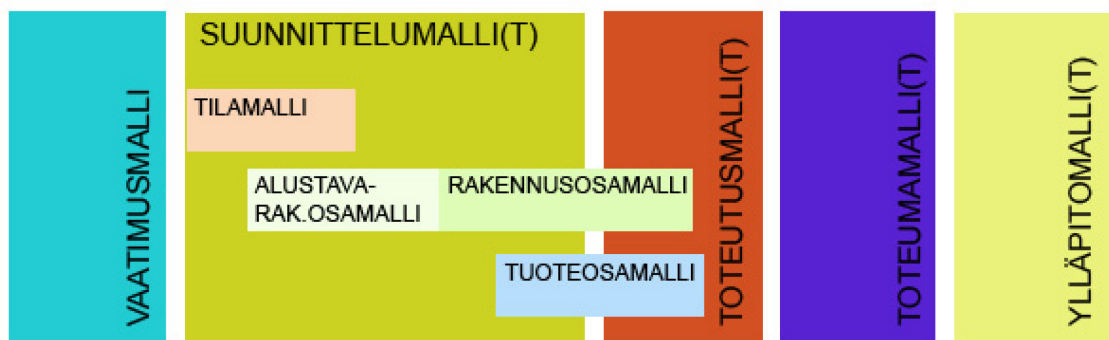 VAATIMUSMALLI
SUUNNITTELUMALLI(T)
TILAMALLI
ALUSTAVA-
RAK.OSAMALLI
RAKENNUSOSAMALLI
TUOTEOSAMALLI
TOTEUTUSMALLI(T)
TOTEUMAMALLI(T)
YLLÄPITOMALLI(T)